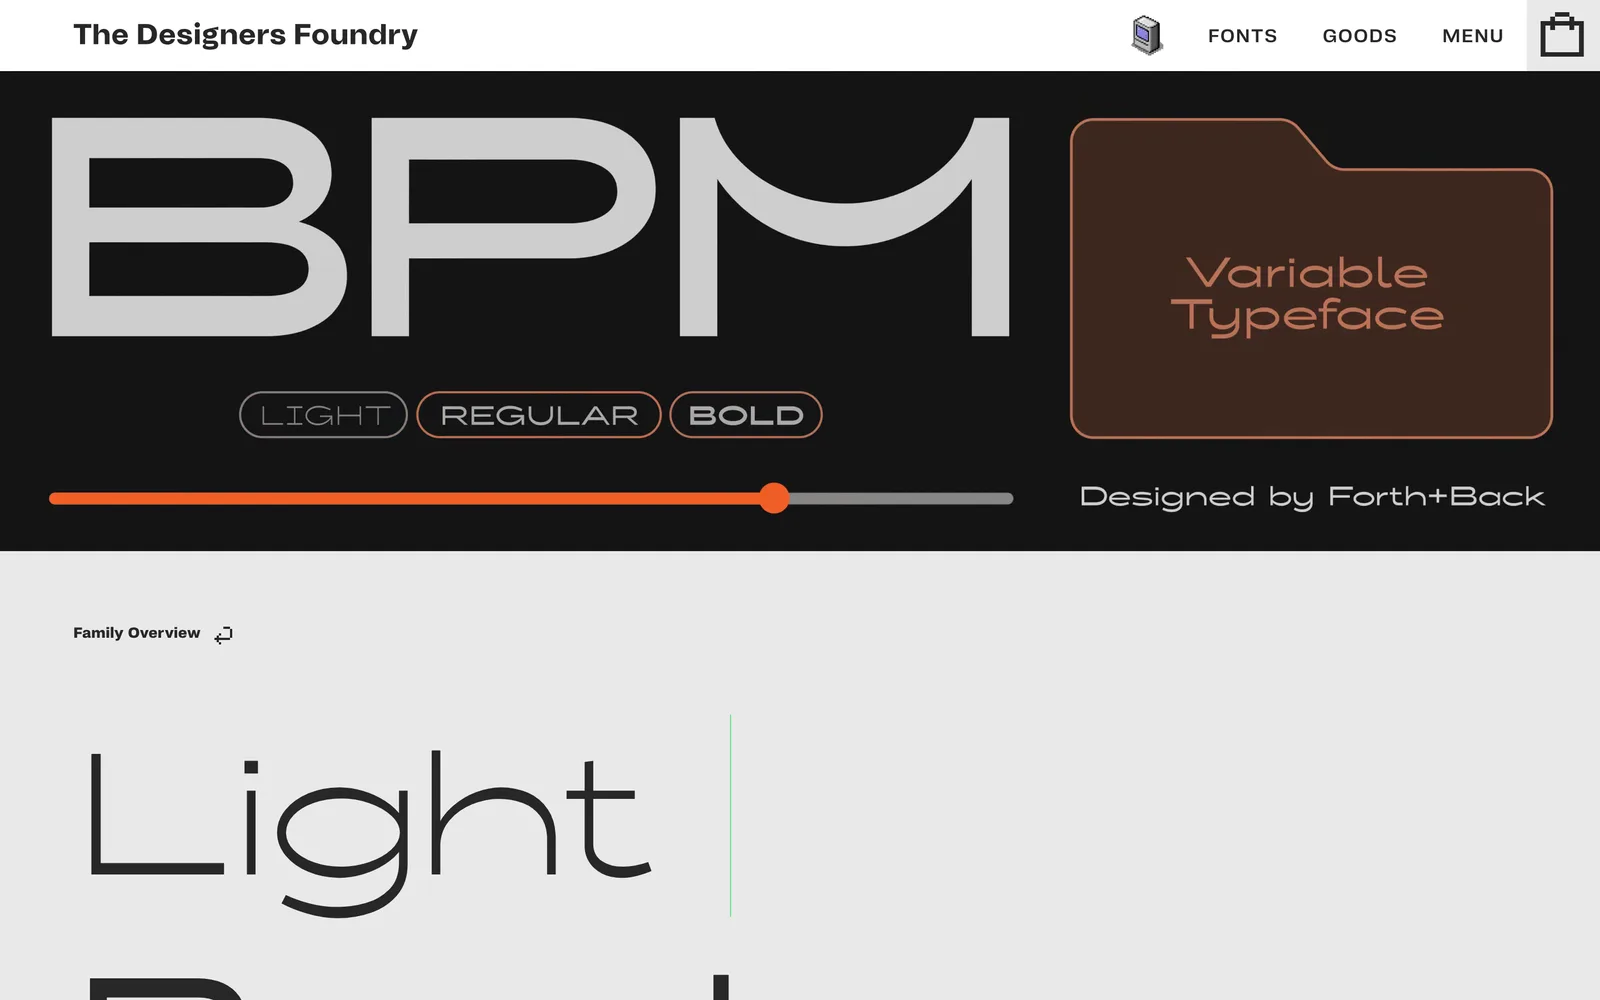 The Designers Foundry
FONTS
GOODS
MENU
BPM
Variable
Typeface
LIGHT
REGULAR
BOLD
Designed by Forth+Back
Family Overview
Light